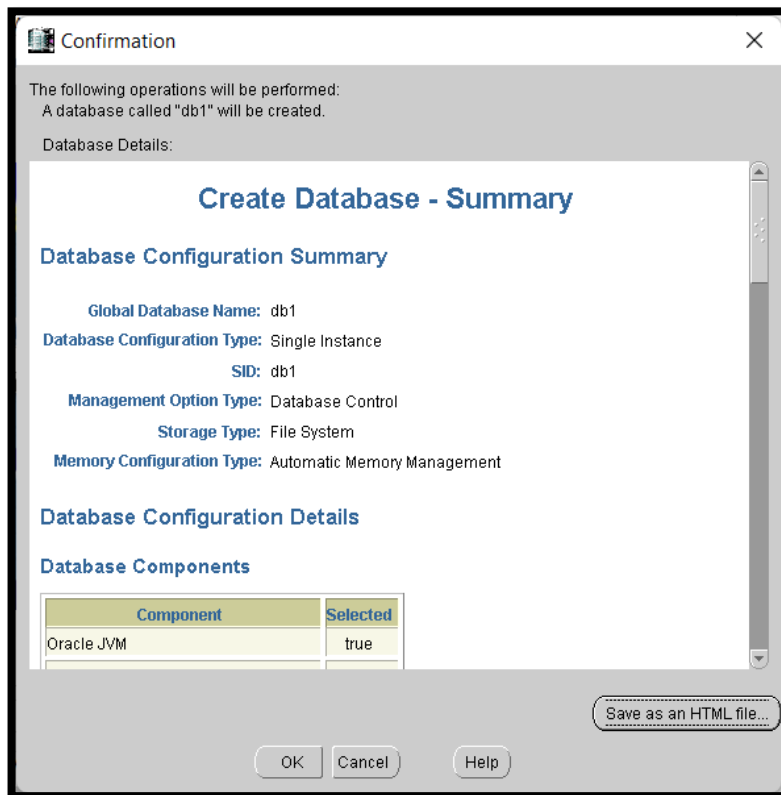 Confirmation
The following operations will be performed:
A database called "db1" will be created.
Database Details:
Create Database - Summary
Database Configuration Summary
Global Database Name: db1
Database Configuration Type: Single Instance
SID: db1
Management Option Type: Database Control
Storage Type: File System
Memory Configuration Type: Automatic Memory Management
Database Configuration Details
Database Components
Component Selected
Oracle JVM true
Save as an HTML file...
OK Cancel Help